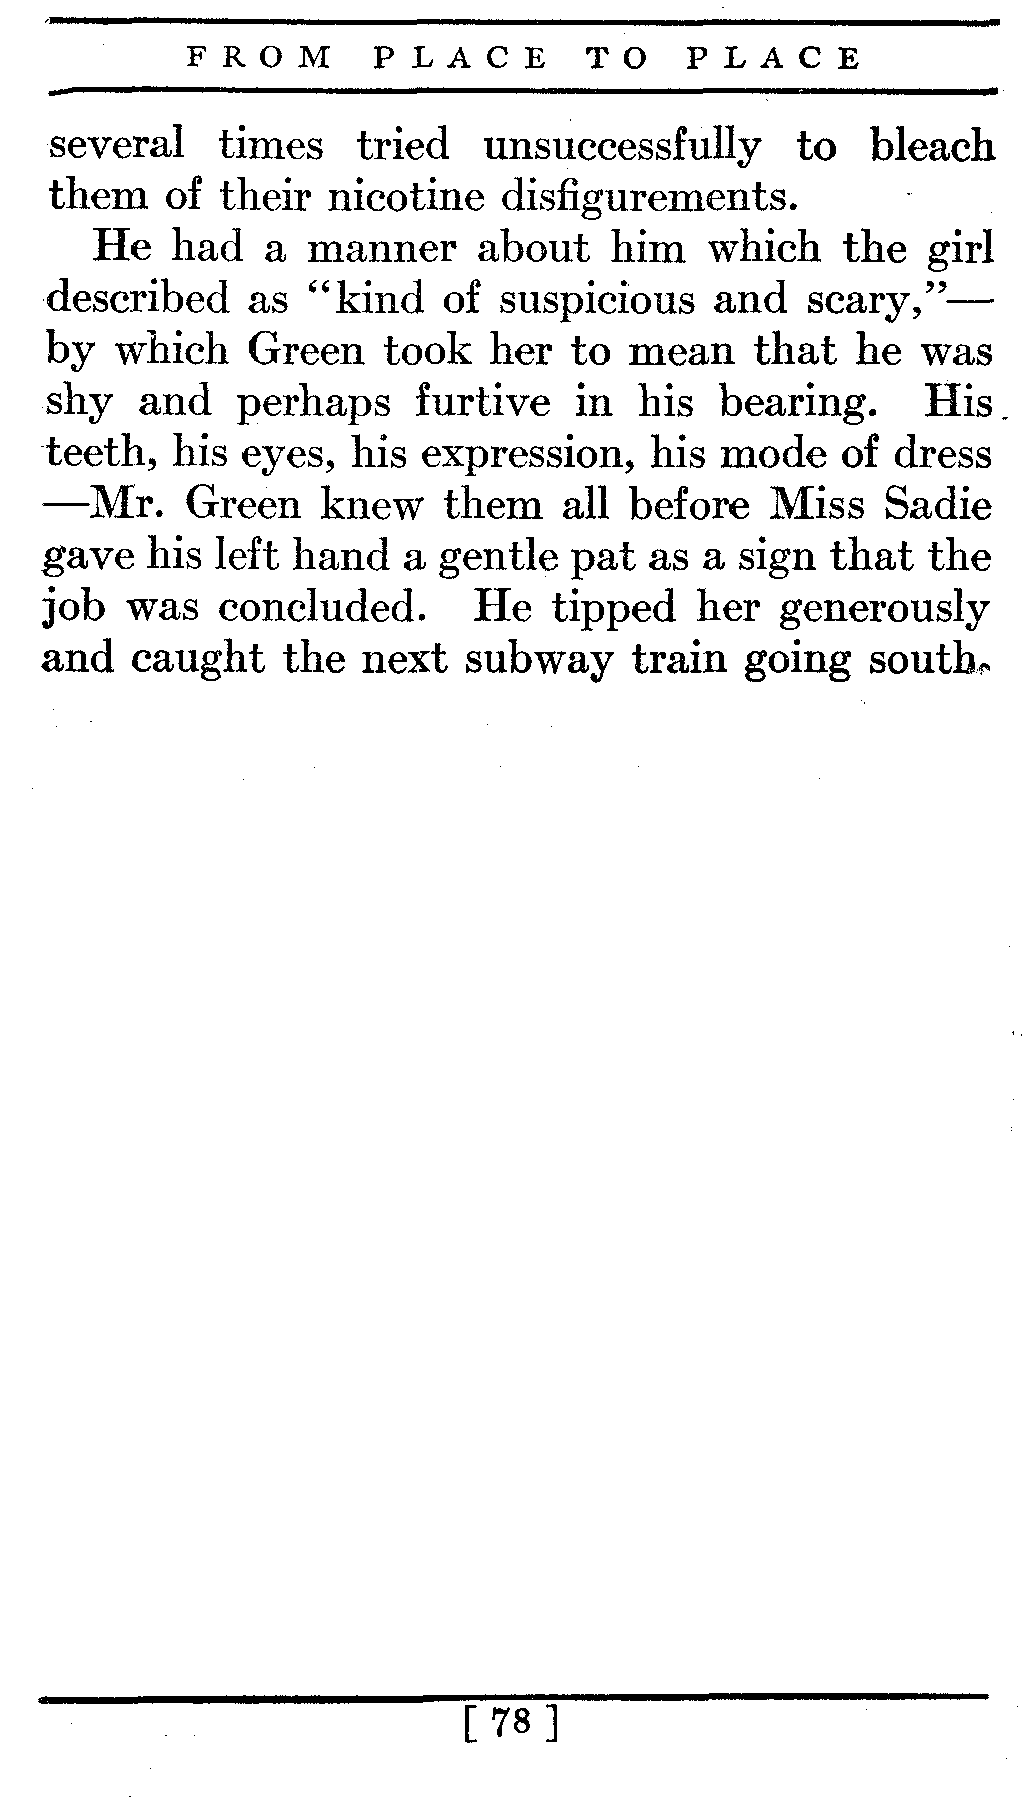 FROM PLACE TO PLACE
several times tried unsuccessfully to bleach
them of their nicotine disfigurements.
He had a manner about him which the girl
described as “kind of suspicious and scary,”—
by which Green took her to mean that he was
shy and perhaps furtive in his bearing. His
teeth, his eyes, his expression, his mode of dress
—Mr. Green knew them all before Miss Sadie
gave his left hand a gentle pat as a sign that the
job was concluded. He tipped her generously
and caught the next subway train going south.
[ 78 ]